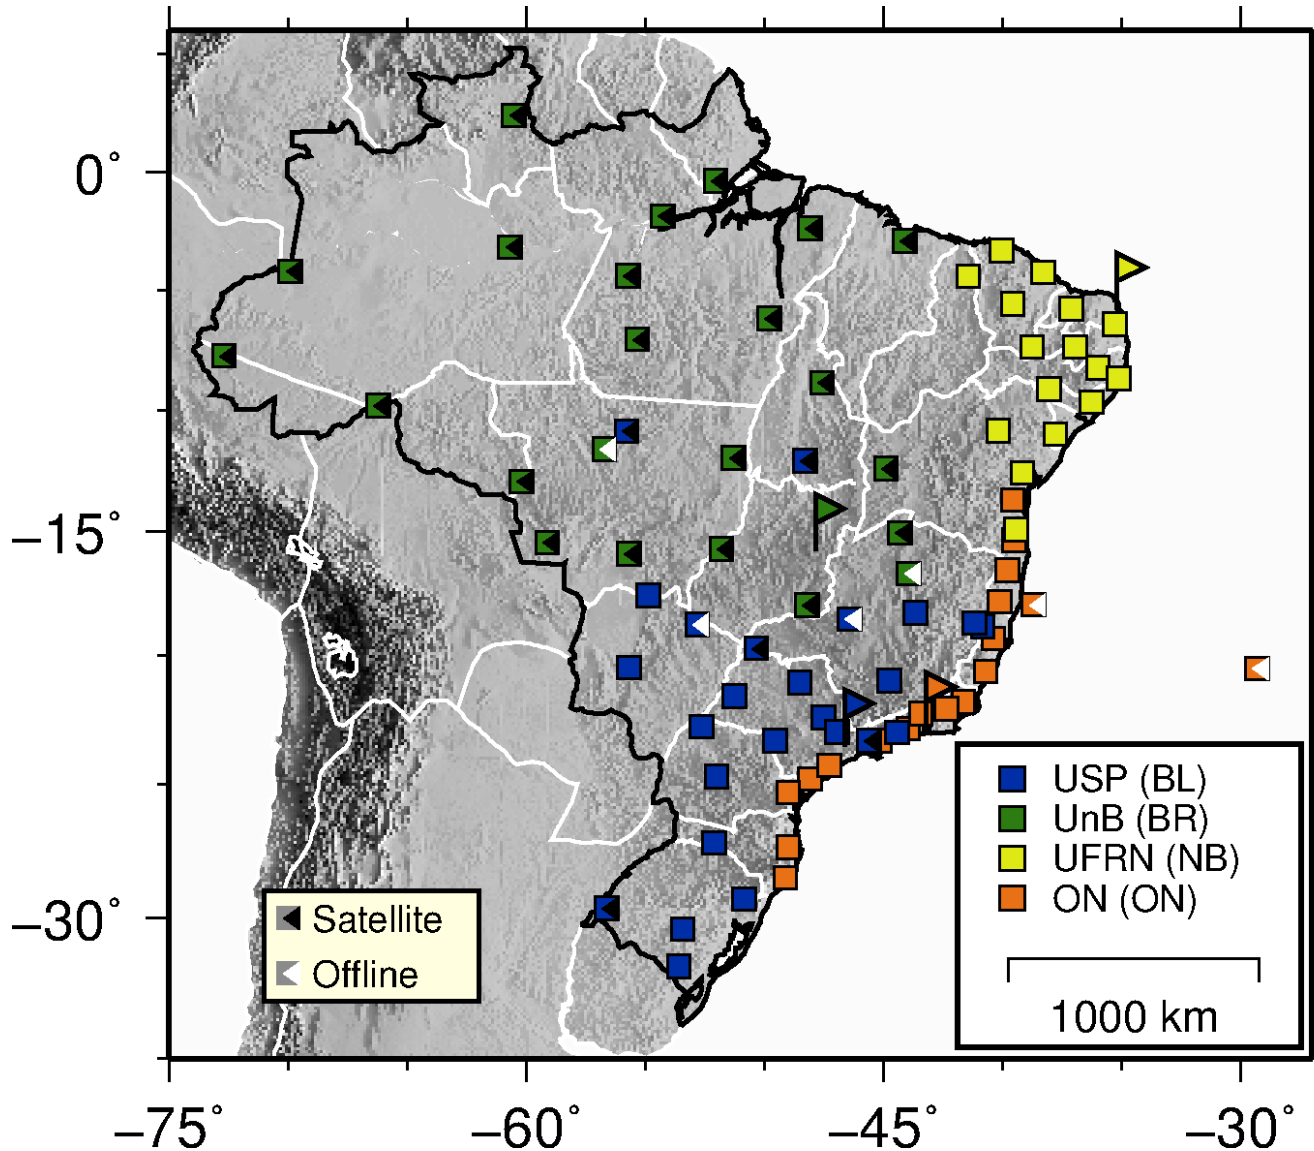 0°
−15°
−30°
USP (BL)
UnB (BR)
UFRN (NB)
ON (ON)
1000 km
Satellite
Offline
−75°
−60°
−45°
−30°